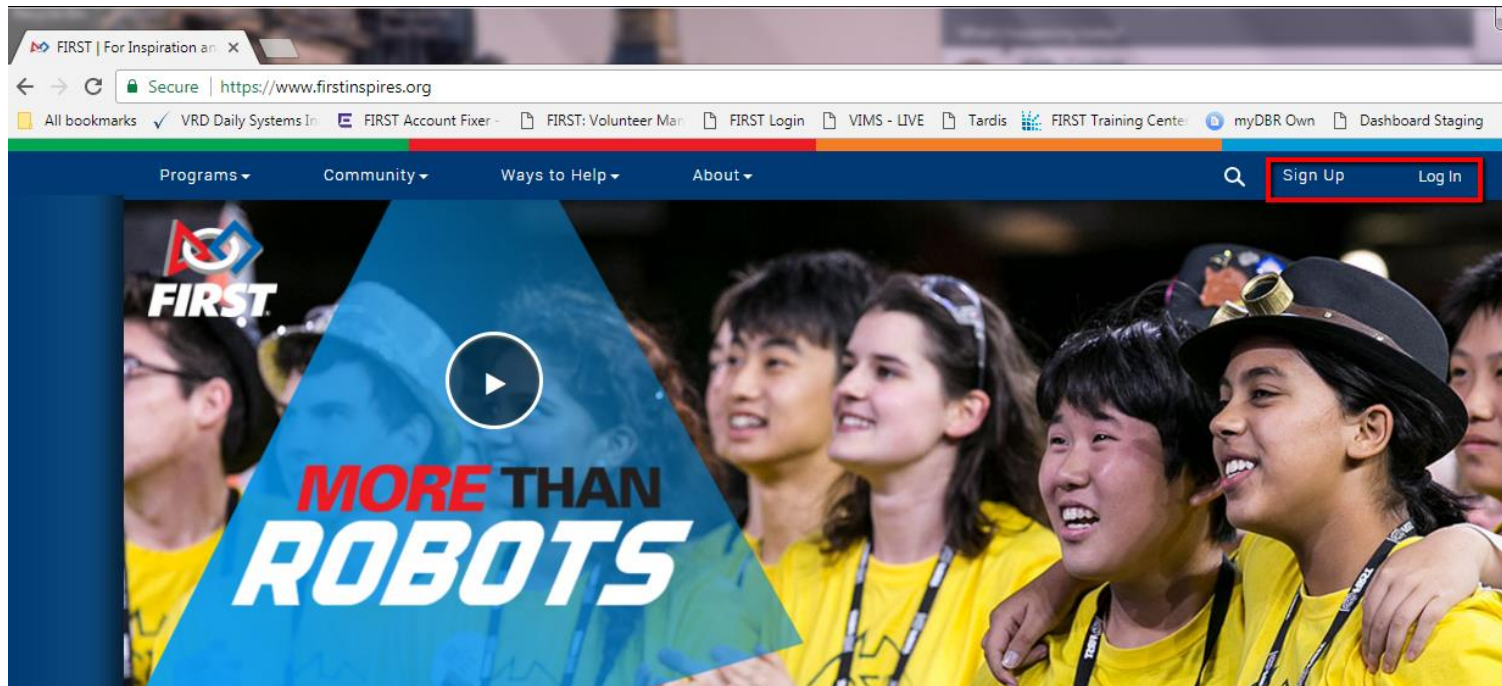 FIRST | For Inspiration an
Secure | https://www.firstinspires.org
All bookmarks VRD Daily Systems In FIRST Account Fixer - FIRST: Volunteer Man FIRST Login VIMS - LIVE Tardis FIRST Training Center myDBR Own Dashboard Staging
Programs Community Ways to Help About Sign Up Log In
FIRST
MORE THAN
ROBOTS